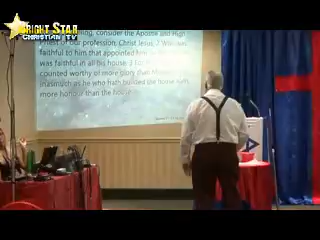 BRIGHT STAR
CHRISTIAN TV
consider the Apostle and High
Priest of our profession, Christ Jesus; 2 Who was
faithful to him that appointed him
was faithful in all his house. 3 For
counted worthy of more glory than Moses
inasmuch as he who hath builded the house hath
more honour than the house.